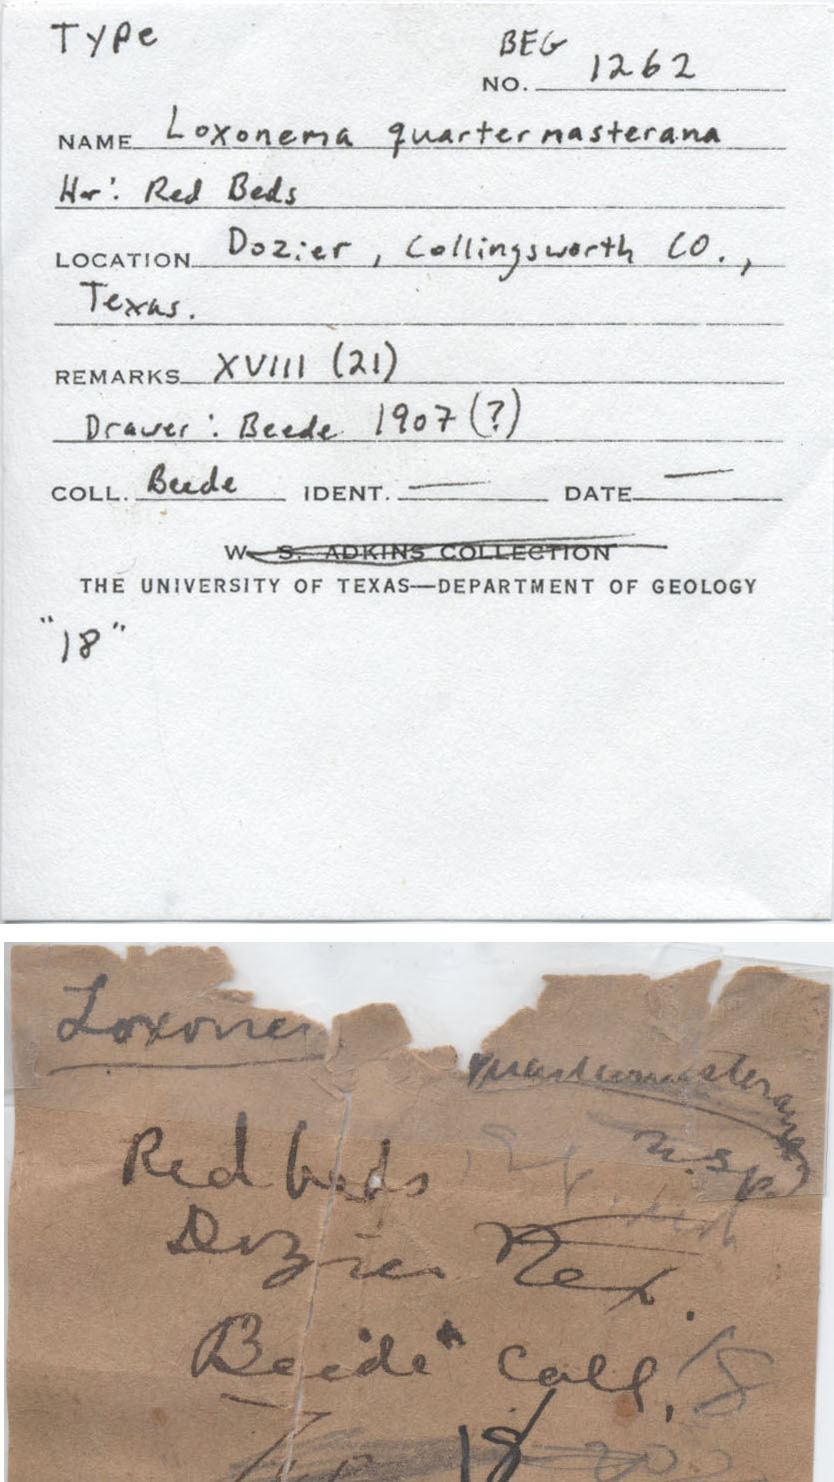 Type
BEG
NO. 1262
NAME Loxonema quartermasterana
Hor: Red Beds
LOCATION Dozier, Collingsworth Co.,
Texas.
REMARKS XVIII (21)
Drawer: Beede 1907 (?)
COLL. Beede IDENT. — DATE —
W. S. ADKINS COLLECTION
THE UNIVERSITY OF TEXAS—DEPARTMENT OF GEOLOGY
"18"
Loxonem
quartermasterana
n. sp.
Red beds
Dozier Tex.
Beede coll. 18
18